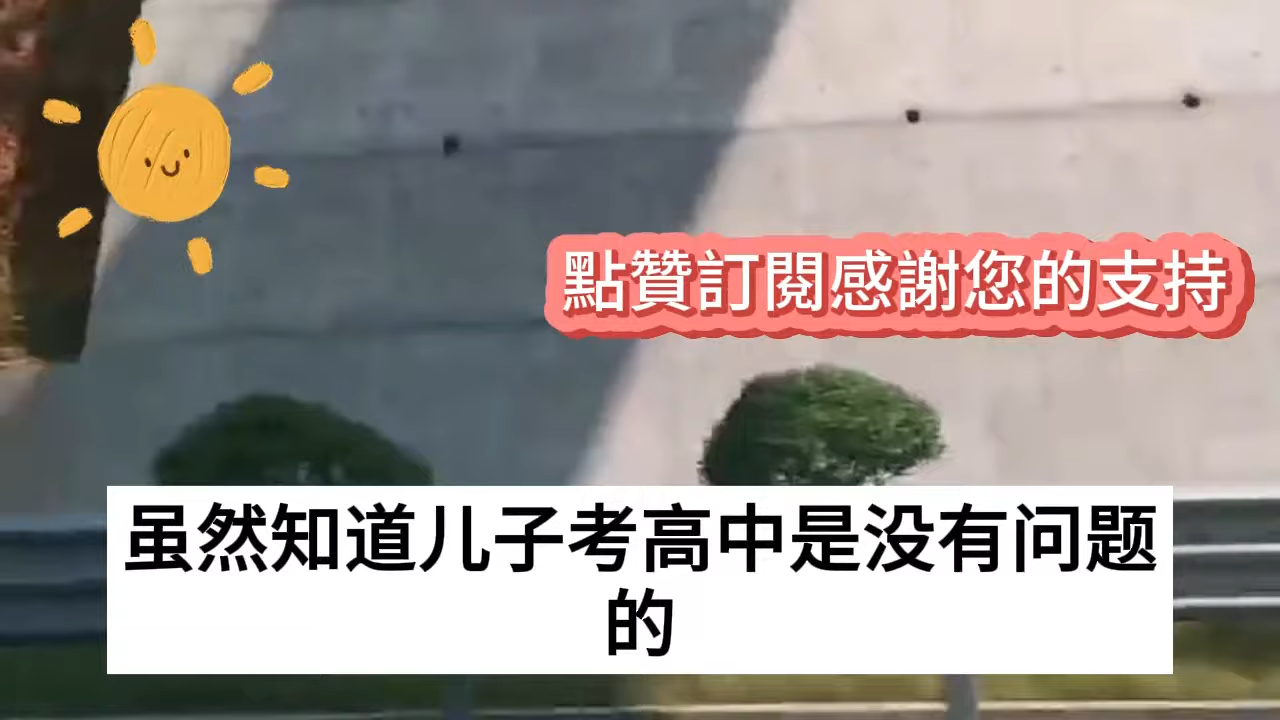 點贊訂閱感謝您的支持
虽然知道儿子考高中是没有问题
的